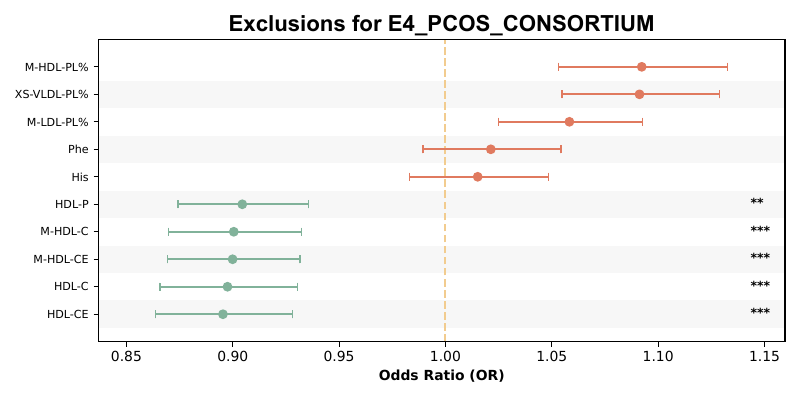 Exclusions for E4_PCOS_CONSORTIUM
M-HDL-PL%
XS-VLDL-PL%
M-LDL-PL%
Phe
His
HDL-P **
M-HDL-C ***
M-HDL-CE ***
HDL-C ***
HDL-CE ***
0.85 0.90 0.95 1.00 1.05 1.10 1.15
Odds Ratio (OR)